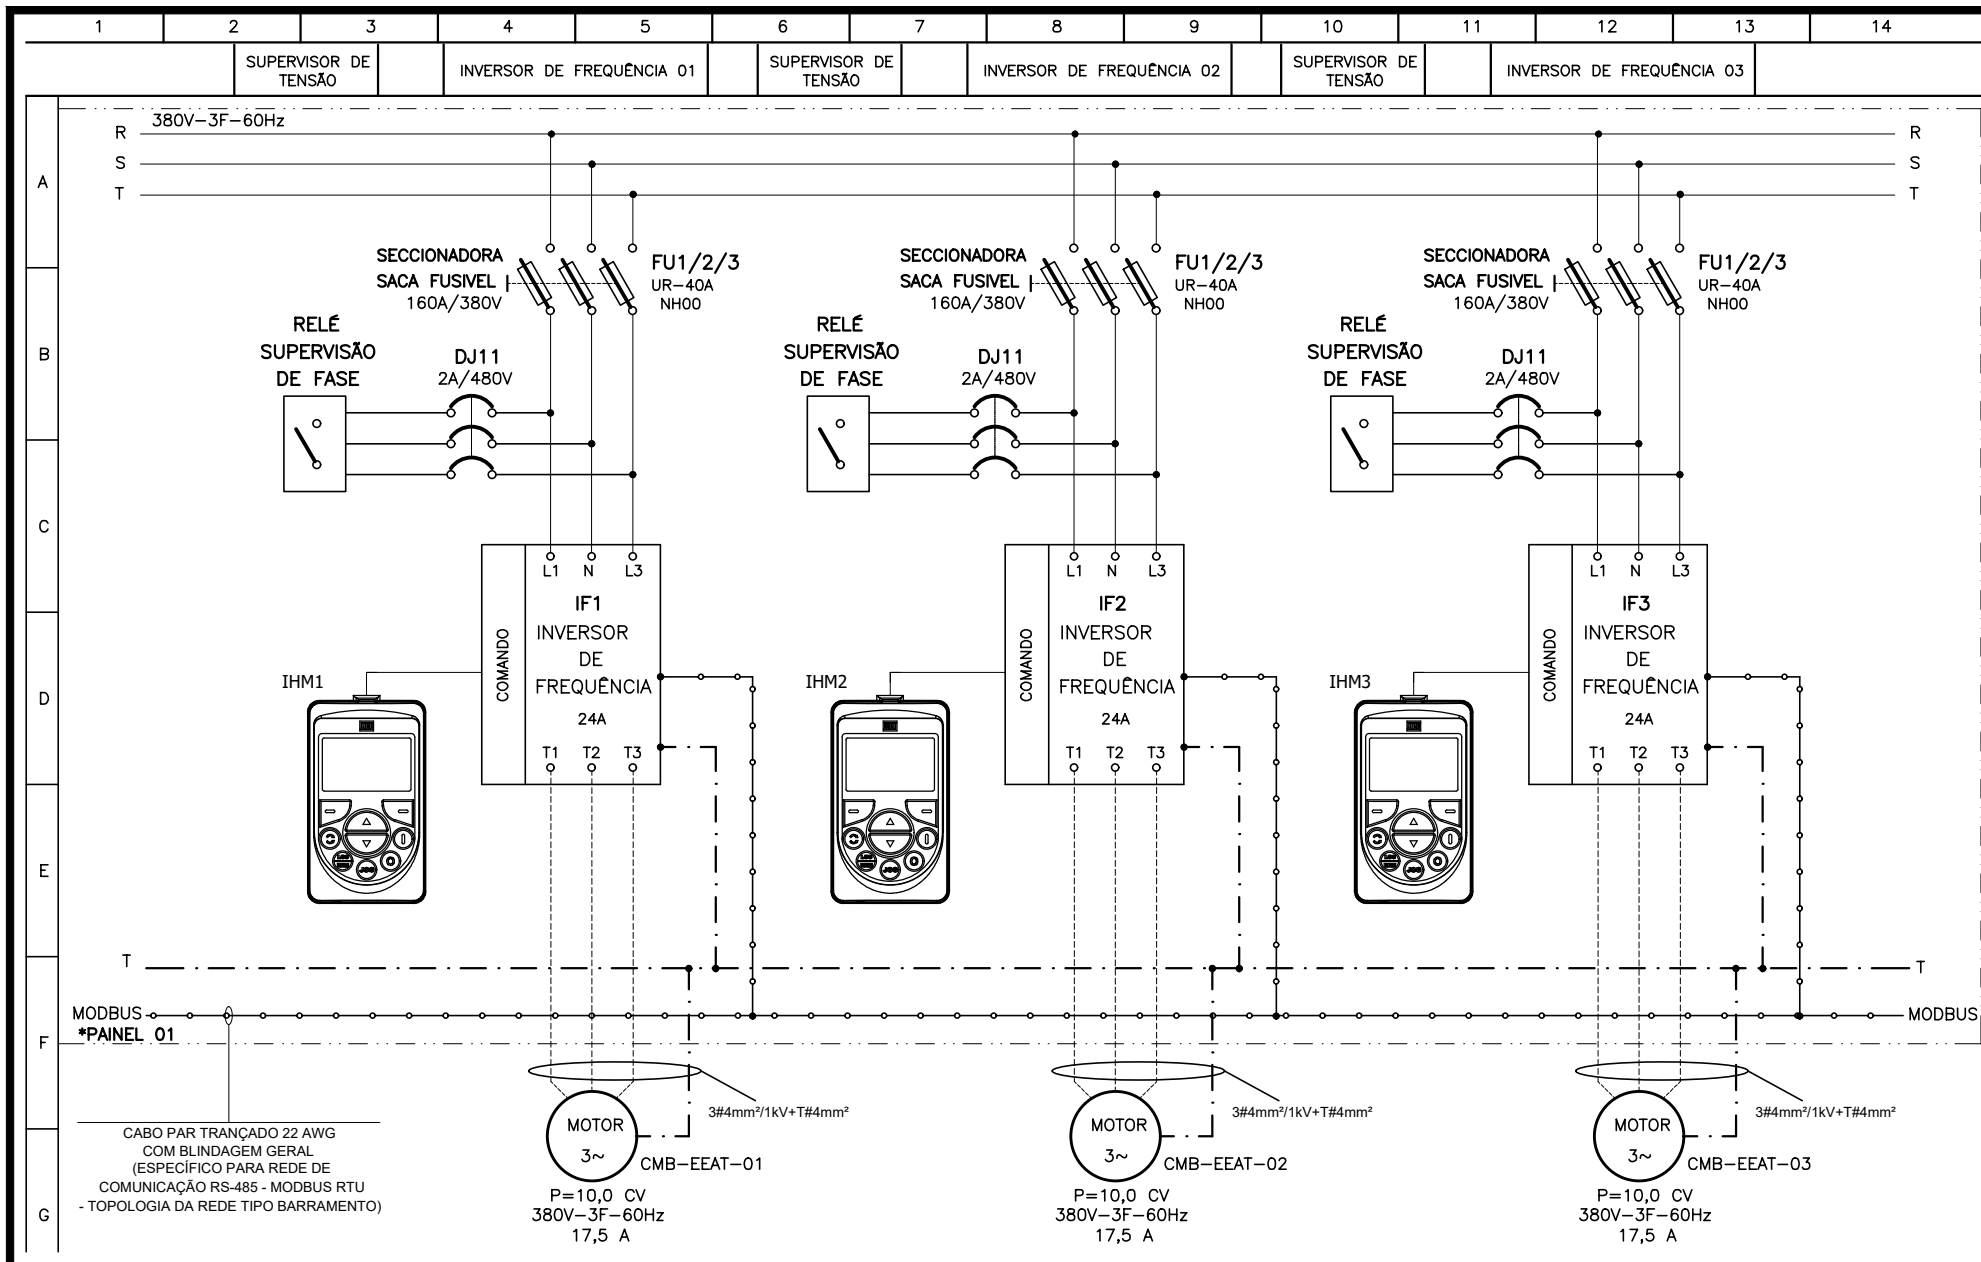 1 2 3 4 5 6 7 8 9 10 11 12 13 14
SUPERVISOR DE
TENSÃO
INVERSOR DE FREQUÊNCIA 01
SUPERVISOR DE
TENSÃO
INVERSOR DE FREQUÊNCIA 02
SUPERVISOR DE
TENSÃO
INVERSOR DE FREQUÊNCIA 03
A
B
C
D
E
F
G
380V-3F-60Hz
R
S
T
R
S
T
SECCIONADORA
SACA FUSIVEL
160A/380V
FU1/2/3
UR-40A
NH00
RELÉ
SUPERVISÃO
DE FASE
DJ11
2A/480V
L1 N L3
IF1
INVERSOR
DE
FREQUÊNCIA
24A
T1 T2 T3
COMANDO
IHM1
JOG
SECCIONADORA
SACA FUSIVEL
160A/380V
FU1/2/3
UR-40A
NH00
RELÉ
SUPERVISÃO
DE FASE
DJ11
2A/480V
L1 N L3
IF2
INVERSOR
DE
FREQUÊNCIA
24A
T1 T2 T3
COMANDO
IHM2
JOG
SECCIONADORA
SACA FUSIVEL
160A/380V
FU1/2/3
UR-40A
NH00
RELÉ
SUPERVISÃO
DE FASE
DJ11
2A/480V
L1 N L3
IF3
INVERSOR
DE
FREQUÊNCIA
24A
T1 T2 T3
COMANDO
IHM3
JOG
T
T
MODBUS
MODBUS
*PAINEL 01
CABO PAR TRANÇADO 22 AWG
COM BLINDAGEM GERAL
(ESPECÍFICO PARA REDE DE
COMUNICAÇÃO RS-485 - MODBUS RTU
- TOPOLOGIA DA REDE TIPO BARRAMENTO)
3#4mm²/1kV+T#4mm²
MOTOR
3~
CMB-EEAT-01
P=10,0 CV
380V-3F-60Hz
17,5 A
3#4mm²/1kV+T#4mm²
MOTOR
3~
CMB-EEAT-02
P=10,0 CV
380V-3F-60Hz
17,5 A
3#4mm²/1kV+T#4mm²
MOTOR
3~
CMB-EEAT-03
P=10,0 CV
380V-3F-60Hz
17,5 A